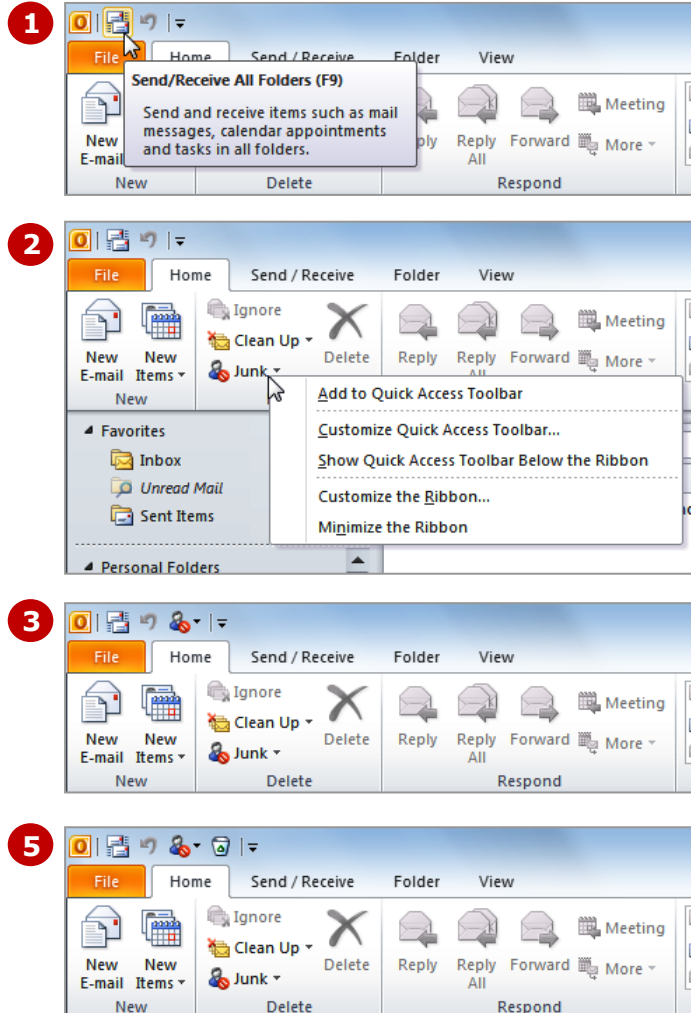 1
File Home Send / Receive Folder View
Send/Receive All Folders (F9)
Send and receive items such as mail
messages, calendar appointments
and tasks in all folders.
Meeting
New Reply Forward More
E-mail All
New Delete Respond
2
File Home Send / Receive Folder View
Ignore
Clean Up
Meeting
New New Delete Reply Reply Forward More
E-mail Items Junk
New
Add to Quick Access Toolbar
Customize Quick Access Toolbar...
Show Quick Access Toolbar Below the Ribbon
Customize the Ribbon...
Minimize the Ribbon
Favorites
Inbox
Unread Mail
Sent Items
Personal Folders
3
File Home Send / Receive Folder View
Ignore
Clean Up
Meeting
New New Delete Reply Reply Forward More
E-mail Items Junk All
New Delete Respond
5
File Home Send / Receive Folder View
Ignore
Clean Up
Meeting
New New Delete Reply Reply Forward More
E-mail Items Junk All
New Delete Respond